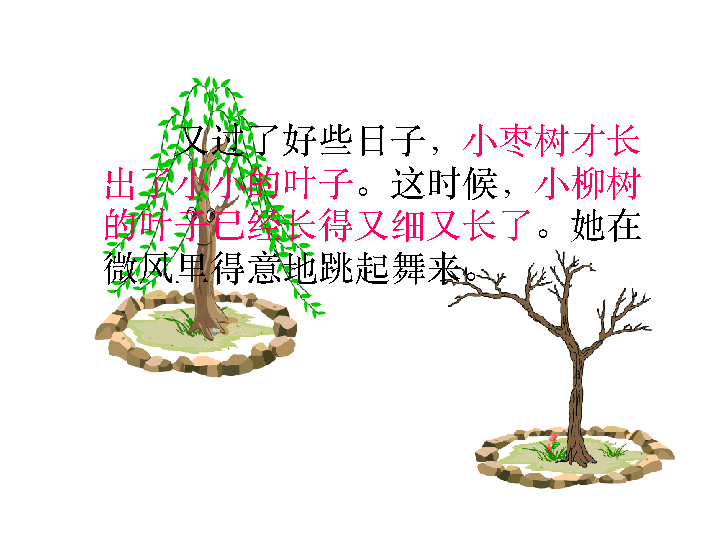 又过了好些日子，小枣树才长
出了小小的叶子。这时候，小柳树
的叶子已经长得又细又长了。她在
微风里得意地跳起舞来。